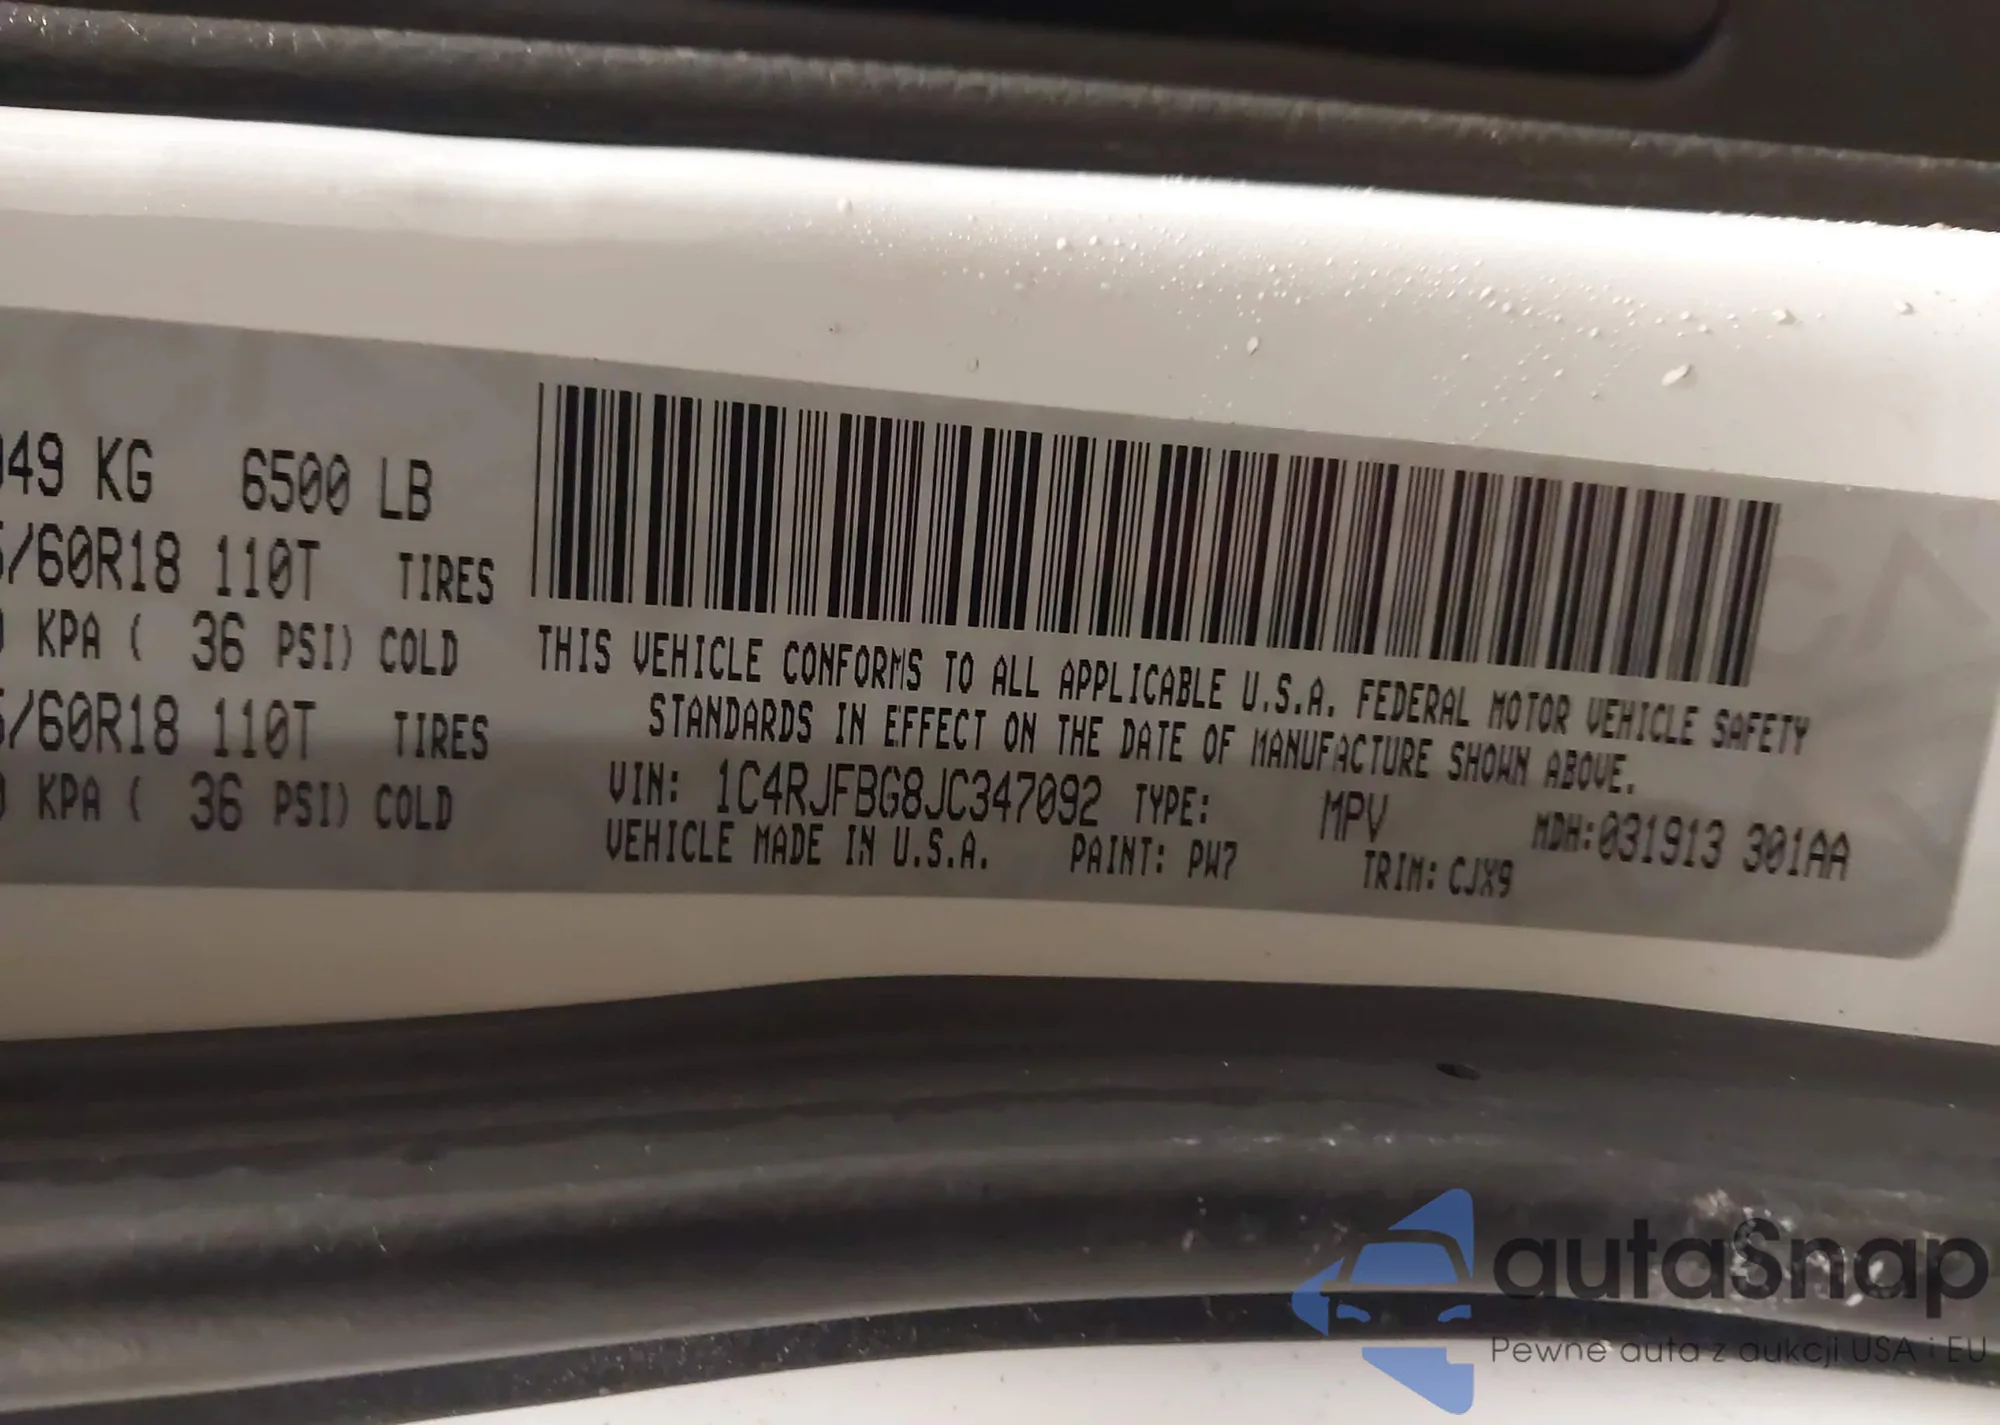 49 KG 6500 LB
/60R18 110T TIRES
KPA ( 36 PSI) COLD
/60R18 110T TIRES
KPA ( 36 PSI) COLD
THIS VEHICLE CONFORMS TO ALL APPLICABLE U.S.A. FEDERAL MOTOR VEHICLE SAFETY
STANDARDS IN EFFECT ON THE DATE OF MANUFACTURE SHOWN ABOVE.
VIN: 1C4RJFBG8JC347092 TYPE: MPV MDH:031913 301AA
VEHICLE MADE IN U.S.A. PAINT: PW7 TRIM: CJX9
autaSnap
Pewne auta z aukcji USA i EU